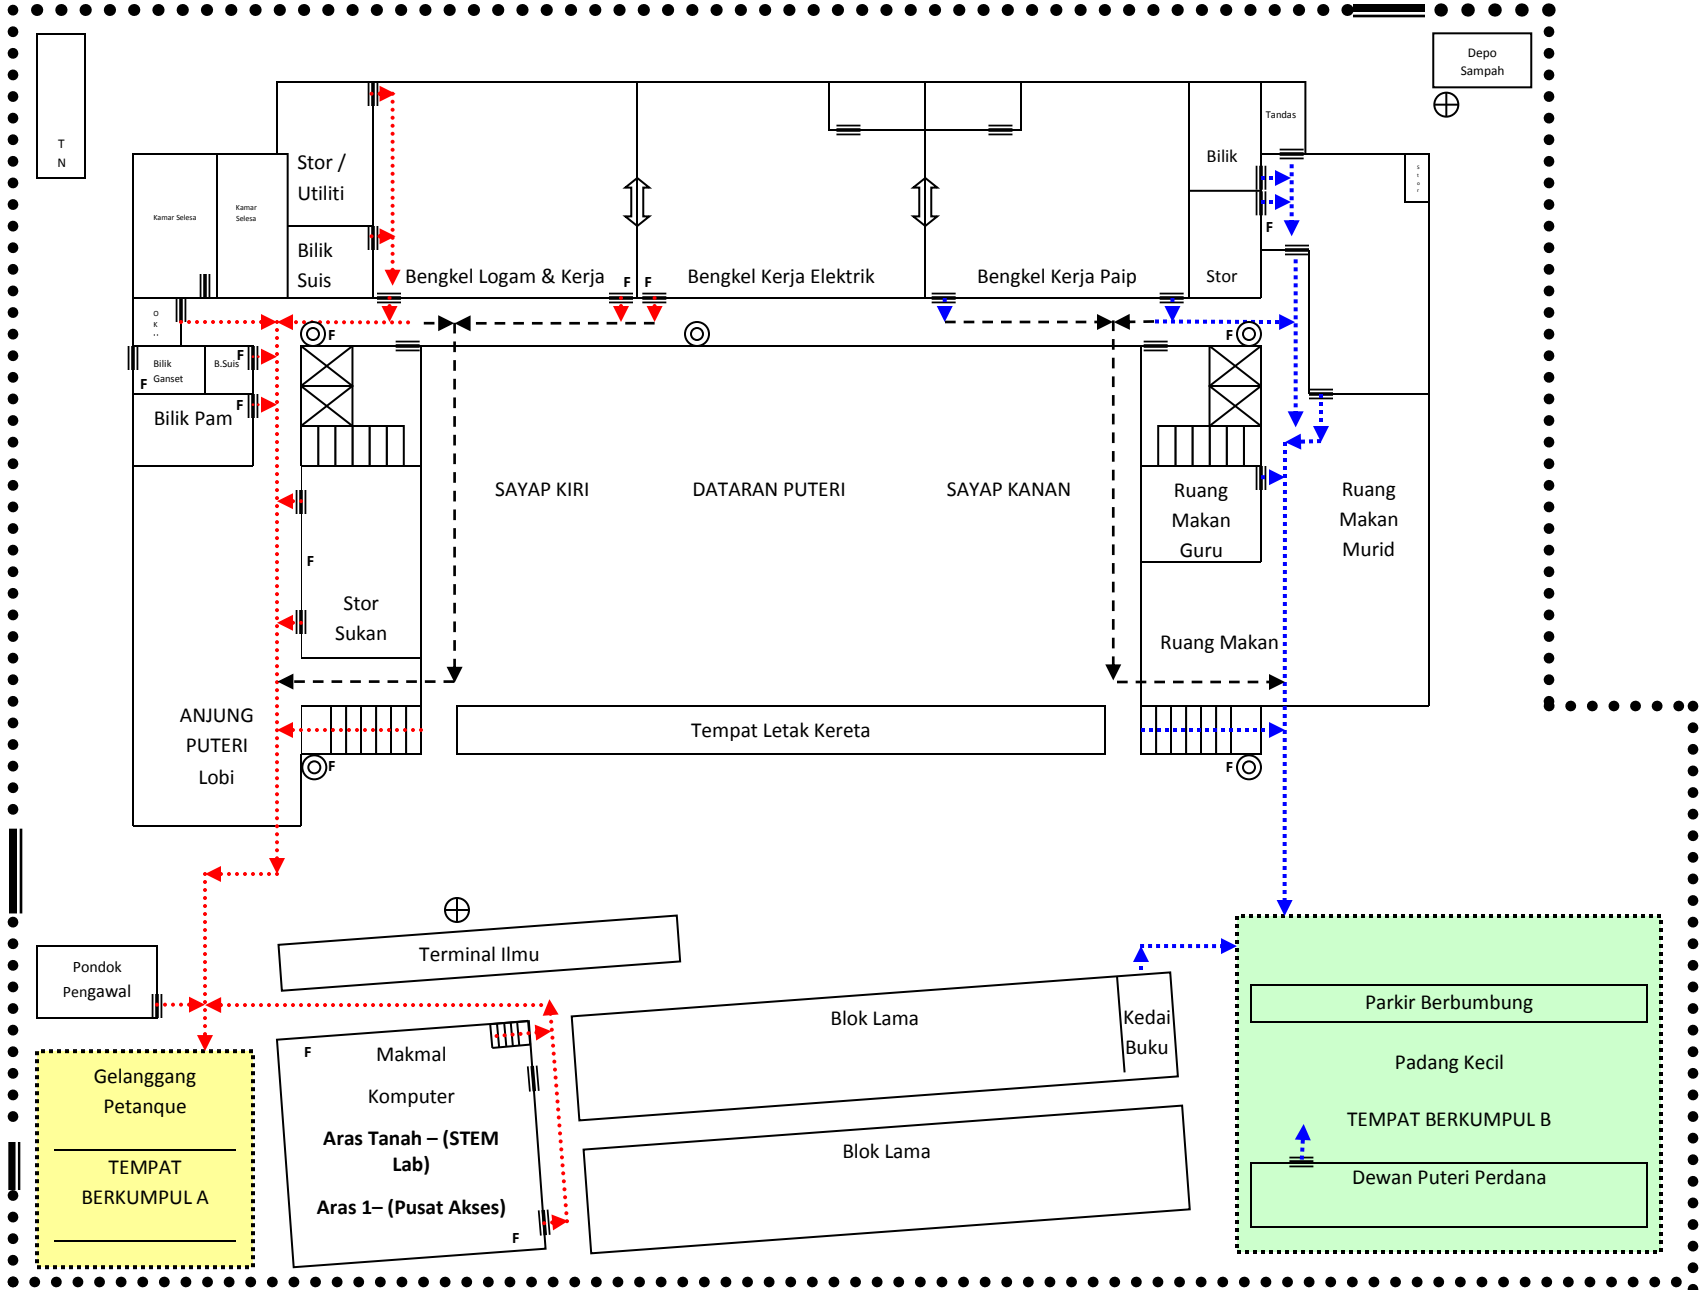 Depo
Sampah
T
N
Tandas
Stor /
Utiliti
Bilik
S
t
o
r
Kamar Selesa
Kamar
Selesa
F
Bilik
Suis
Bengkel Logam & Kerja
F
F
Bengkel Kerja Elektrik
Bengkel Kerja Paip
Stor
O
K
U
F
F
Bilik
Ganset
B.Suis
F
F
Bilik Pam
F
SAYAP KIRI
DATARAN PUTERI
SAYAP KANAN
Ruang
Makan
Guru
Ruang
Makan
Murid
F
Stor
Sukan
Ruang Makan
ANJUNG
PUTERI
Lobi
Tempat Letak Kereta
F
F
Terminal Ilmu
Pondok
Pengawal
Parkir Berbumbung
Blok Lama
Kedai
Buku
F
Makmal
Komputer
Aras Tanah – (STEM
Lab)
Aras 1– (Pusat Akses)
F
Padang Kecil
Gelanggang
Petanque
TEMPAT BERKUMPUL B
Blok Lama
TEMPAT
BERKUMPUL A
Dewan Puteri Perdana